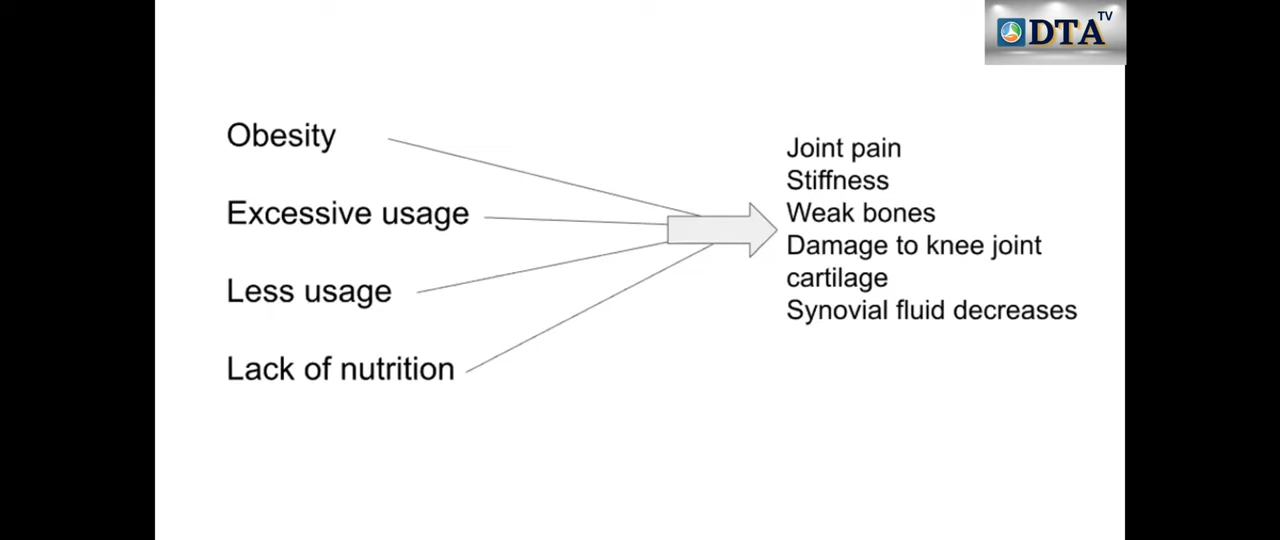 DTA TV
Obesity
Excessive usage
Less usage
Lack of nutrition
Joint pain
Stiffness
Weak bones
Damage to knee joint
cartilage
Synovial fluid decreases